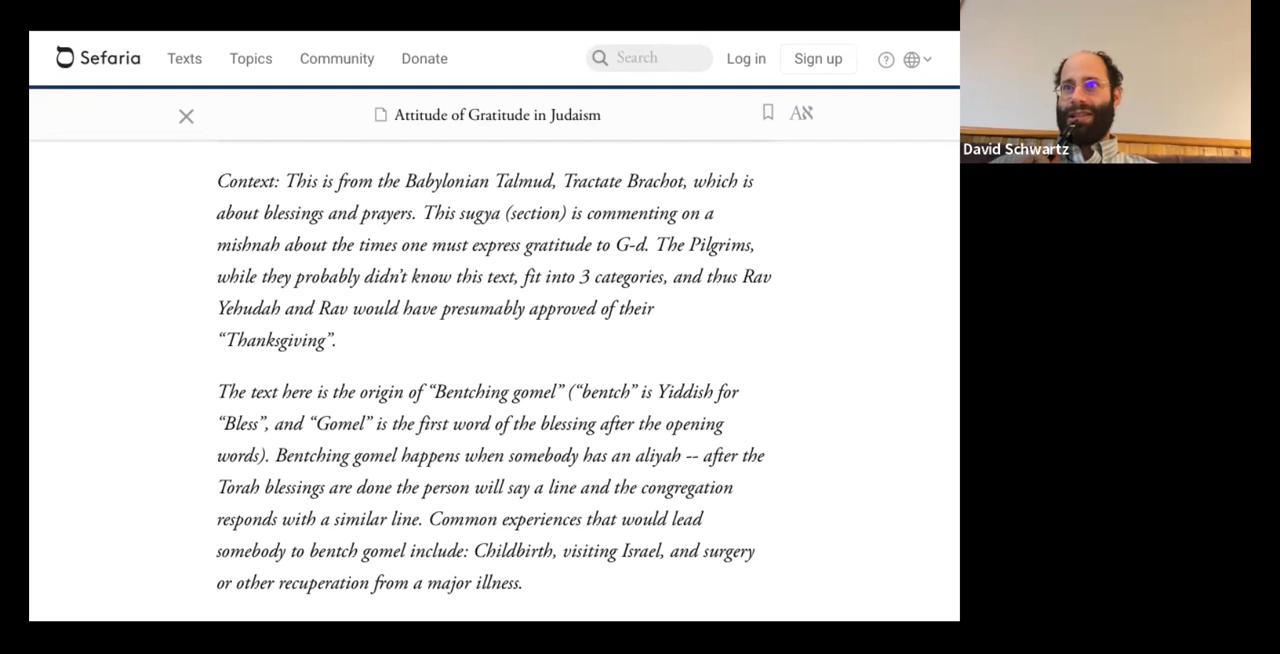 Sefaria Texts Topics Community Donate Search Log in Sign up
Attitude of Gratitude in Judaism Aא
Context: This is from the Babylonian Talmud, Tractate Brachot, which is
about blessings and prayers. This sugya (section) is commenting on a
mishnah about the times one must express gratitude to G-d. The Pilgrims,
while they probably didn’t know this text, fit into 3 categories, and thus Rav
Yehudah and Rav would have presumably approved of their
“Thanksgiving”.
The text here is the origin of “Bentching gomel” (“bentch” is Yiddish for
“Bless”, and “Gomel” is the first word of the blessing after the opening
words). Bentching gomel happens when somebody has an aliyah -- after the
Torah blessings are done the person will say a line and the congregation
responds with a similar line. Common experiences that would lead
somebody to bentch gomel include: Childbirth, visiting Israel, and surgery
or other recuperation from a major illness.
David Schwartz